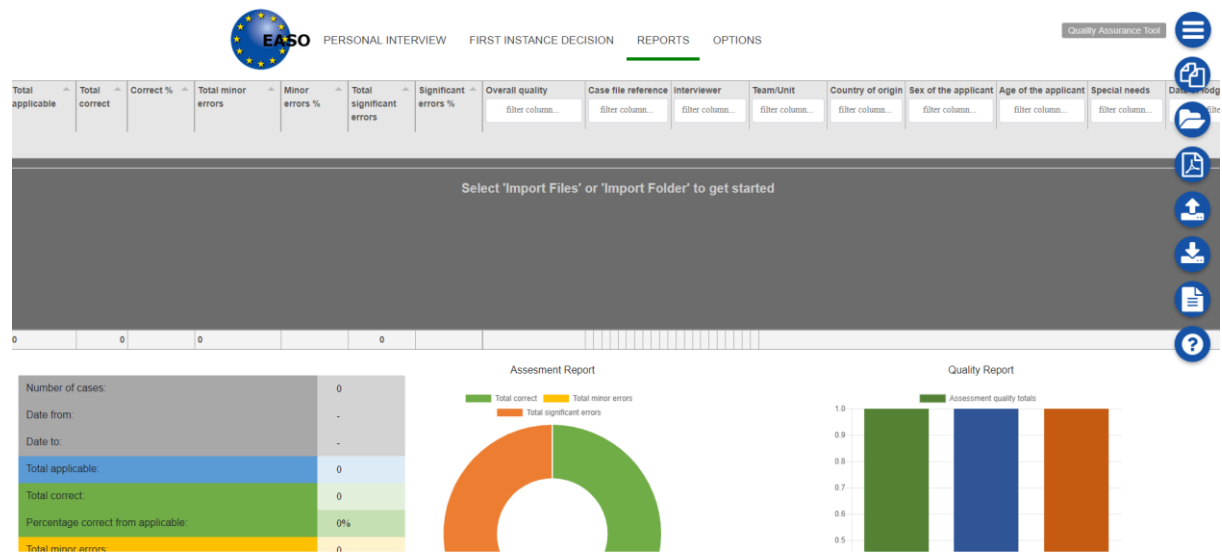 EASO PERSONAL INTERVIEW FIRST INSTANCE DECISION REPORTS OPTIONS Quality Assurance Tool
Total applicable Total correct Correct % Total minor errors Minor errors % Total significant errors Significant errors % Overall quality Case file reference Interviewer Team/Unit Country of origin Sex of the applicant Age of the applicant Special needs
filter column... filter column... filter column... filter column... filter column... filter column... filter column... filter column...
Select 'Import Files' or 'Import Folder' to get started
0 0 0 0
Assesment Report
Quality Report
Number of cases: 0
Date from: -
Date to: -
Total applicable: 0
Total correct: 0
Percentage correct from applicable: 0%
Total minor errors: 0
Total correct Total minor errors
Total significant errors
Assessment quality totals
1.0
0.9
0.8
0.7
0.6
0.5